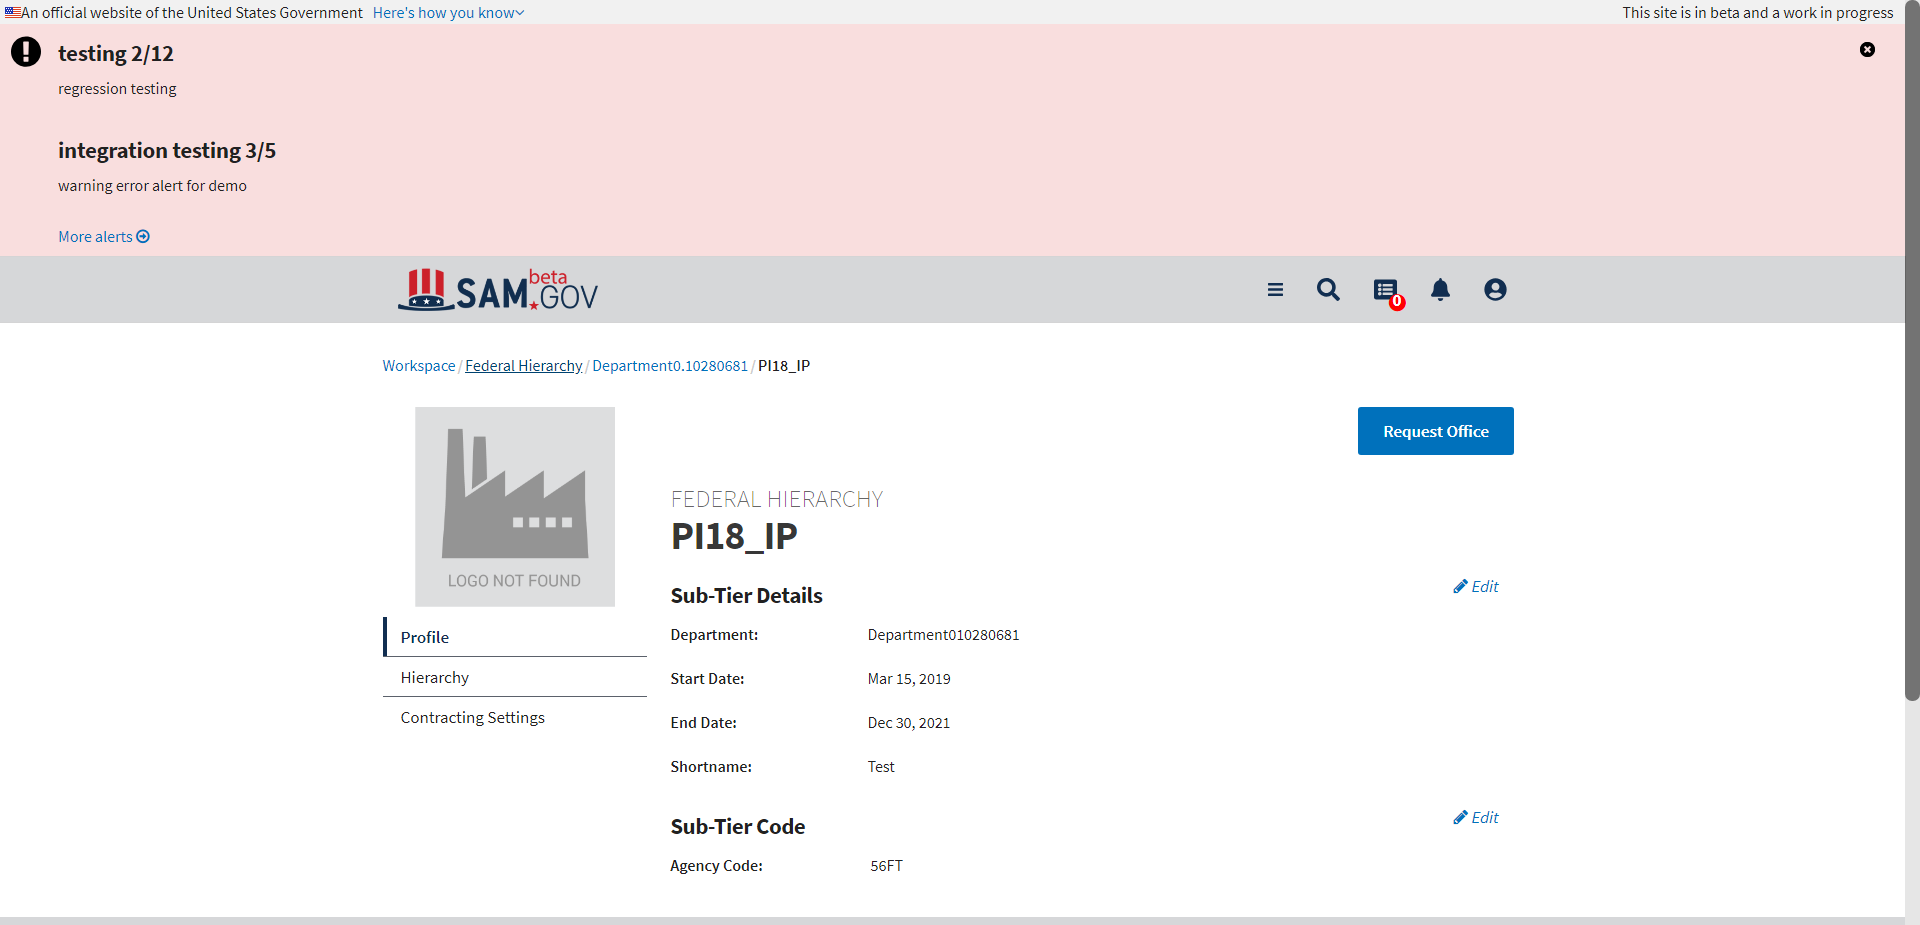 An official website of the United States Government Here's how you know
This site is in beta and a work in progress
testing 2/12
regression testing
integration testing 3/5
warning error alert for demo
More alerts
SAM.GOV beta
0
Workspace / Federal Hierarchy / Department0.10280681 / PI18_IP
LOGO NOT FOUND
Request Office
FEDERAL HIERARCHY
PI18_IP
Profile
Hierarchy
Contracting Settings
Sub-Tier Details
Edit
Department: Department010280681
Start Date: Mar 15, 2019
End Date: Dec 30, 2021
Shortname: Test
Sub-Tier Code
Edit
Agency Code: 56FT